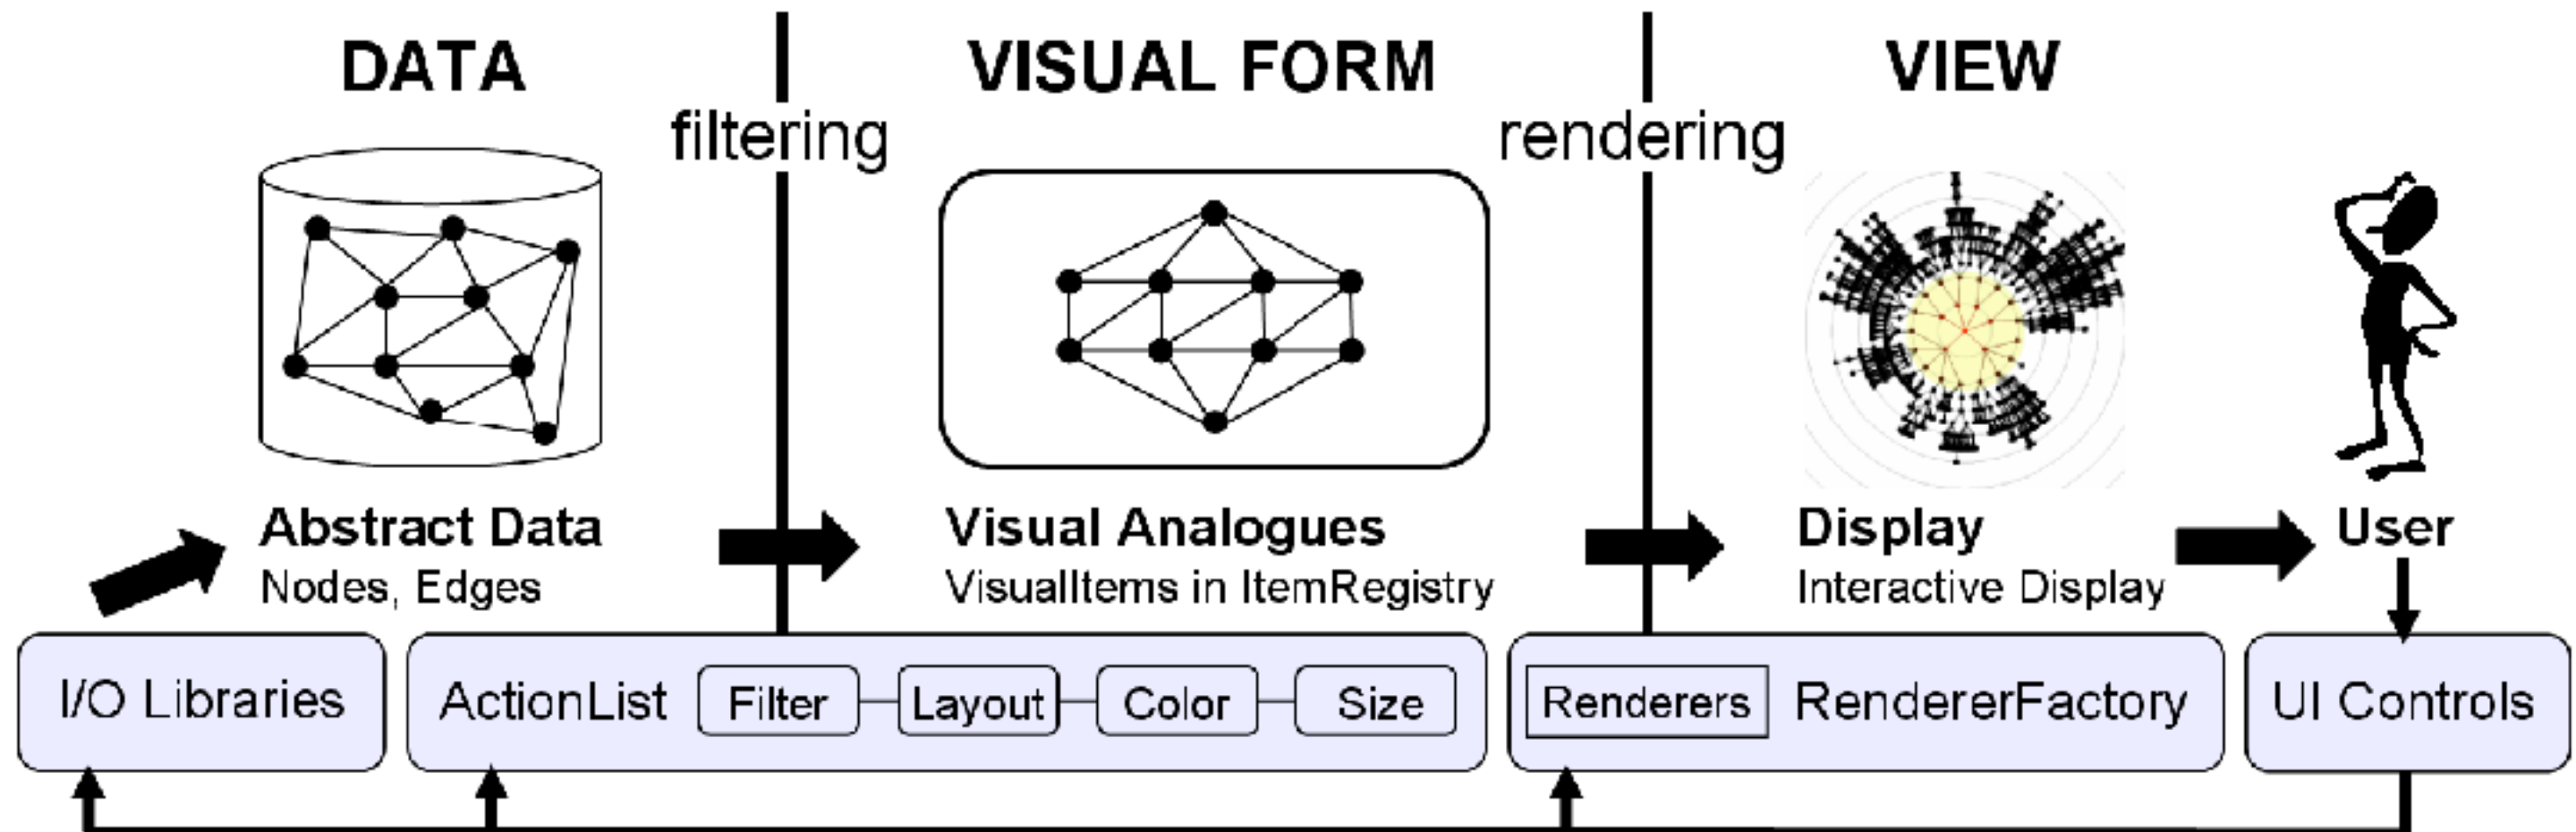 DATA
VISUAL FORM
VIEW
filtering
rendering
Abstract Data
Nodes, Edges
Visual Analogues
VisualItems in ItemRegistry
Display
Interactive Display
User
I/O Libraries
ActionList
Filter
Layout
Color
Size
Renderers
RendererFactory
UI Controls